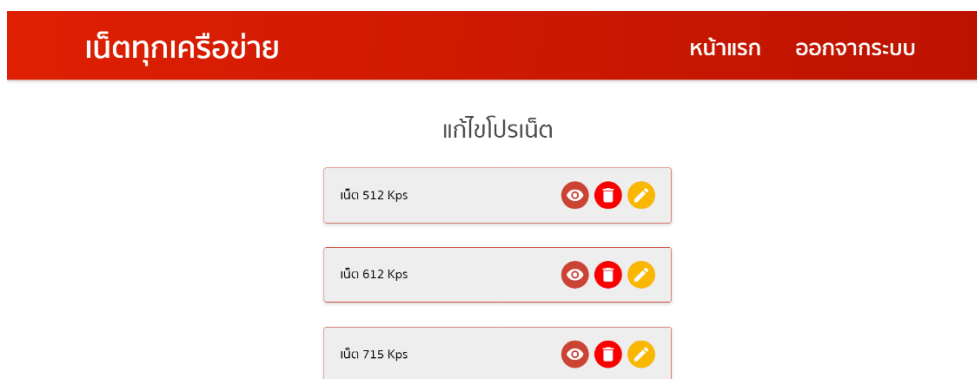 เน็ตทุกเครือข่าย หน้าแรก ออกจากระบบ
แก้ไขโปรเน็ต
เน็ต 512 Kps
เน็ต 612 Kps
เน็ต 715 Kps